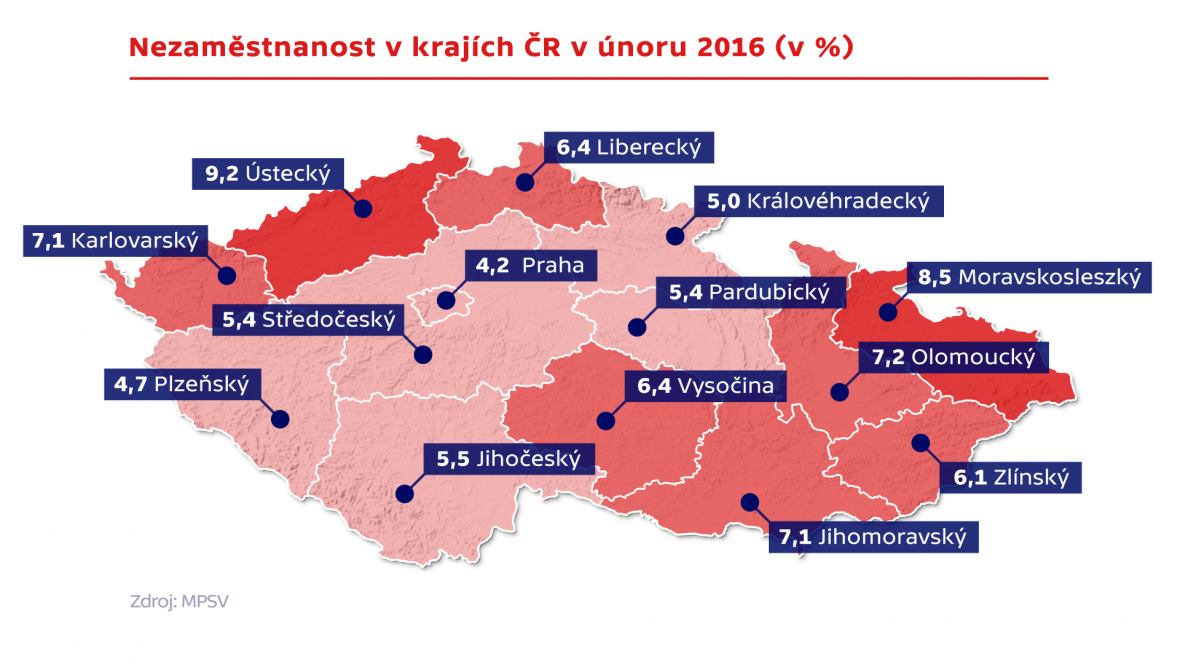 Nezaměstnanost v krajích ČR v únoru 2016 (v %)
6,4 Liberecký
9,2 Ústecký
5,0 Královéhradecký
7,1 Karlovarský
4,2 Praha
8,5 Moravskosleszký
5,4 Pardubický
5,4 Středočeský
7,2 Olomoucký
4,7 Plzeňský
6,4 Vysočina
5,5 Jihočeský
6,1 Zlínský
7,1 Jihomoravský
Zdroj: MPSV